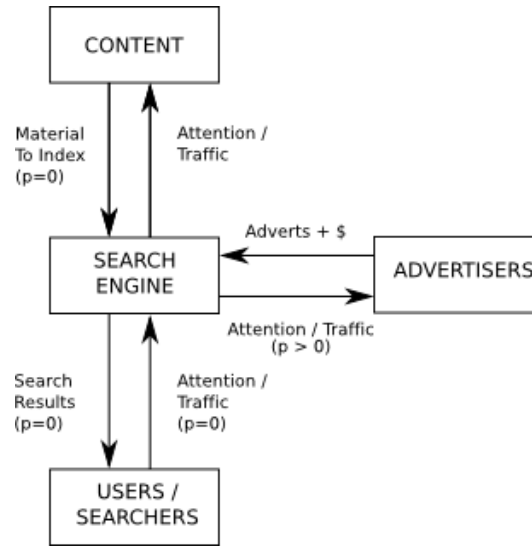 CONTENT
Material
To Index
(p=0)
Attention /
Traffic
Adverts + $
SEARCH
ENGINE
ADVERTISERS
Attention / Traffic
(p > 0)
Search
Results
(p=0)
Attention /
Traffic
(p=0)
USERS /
SEARCHERS